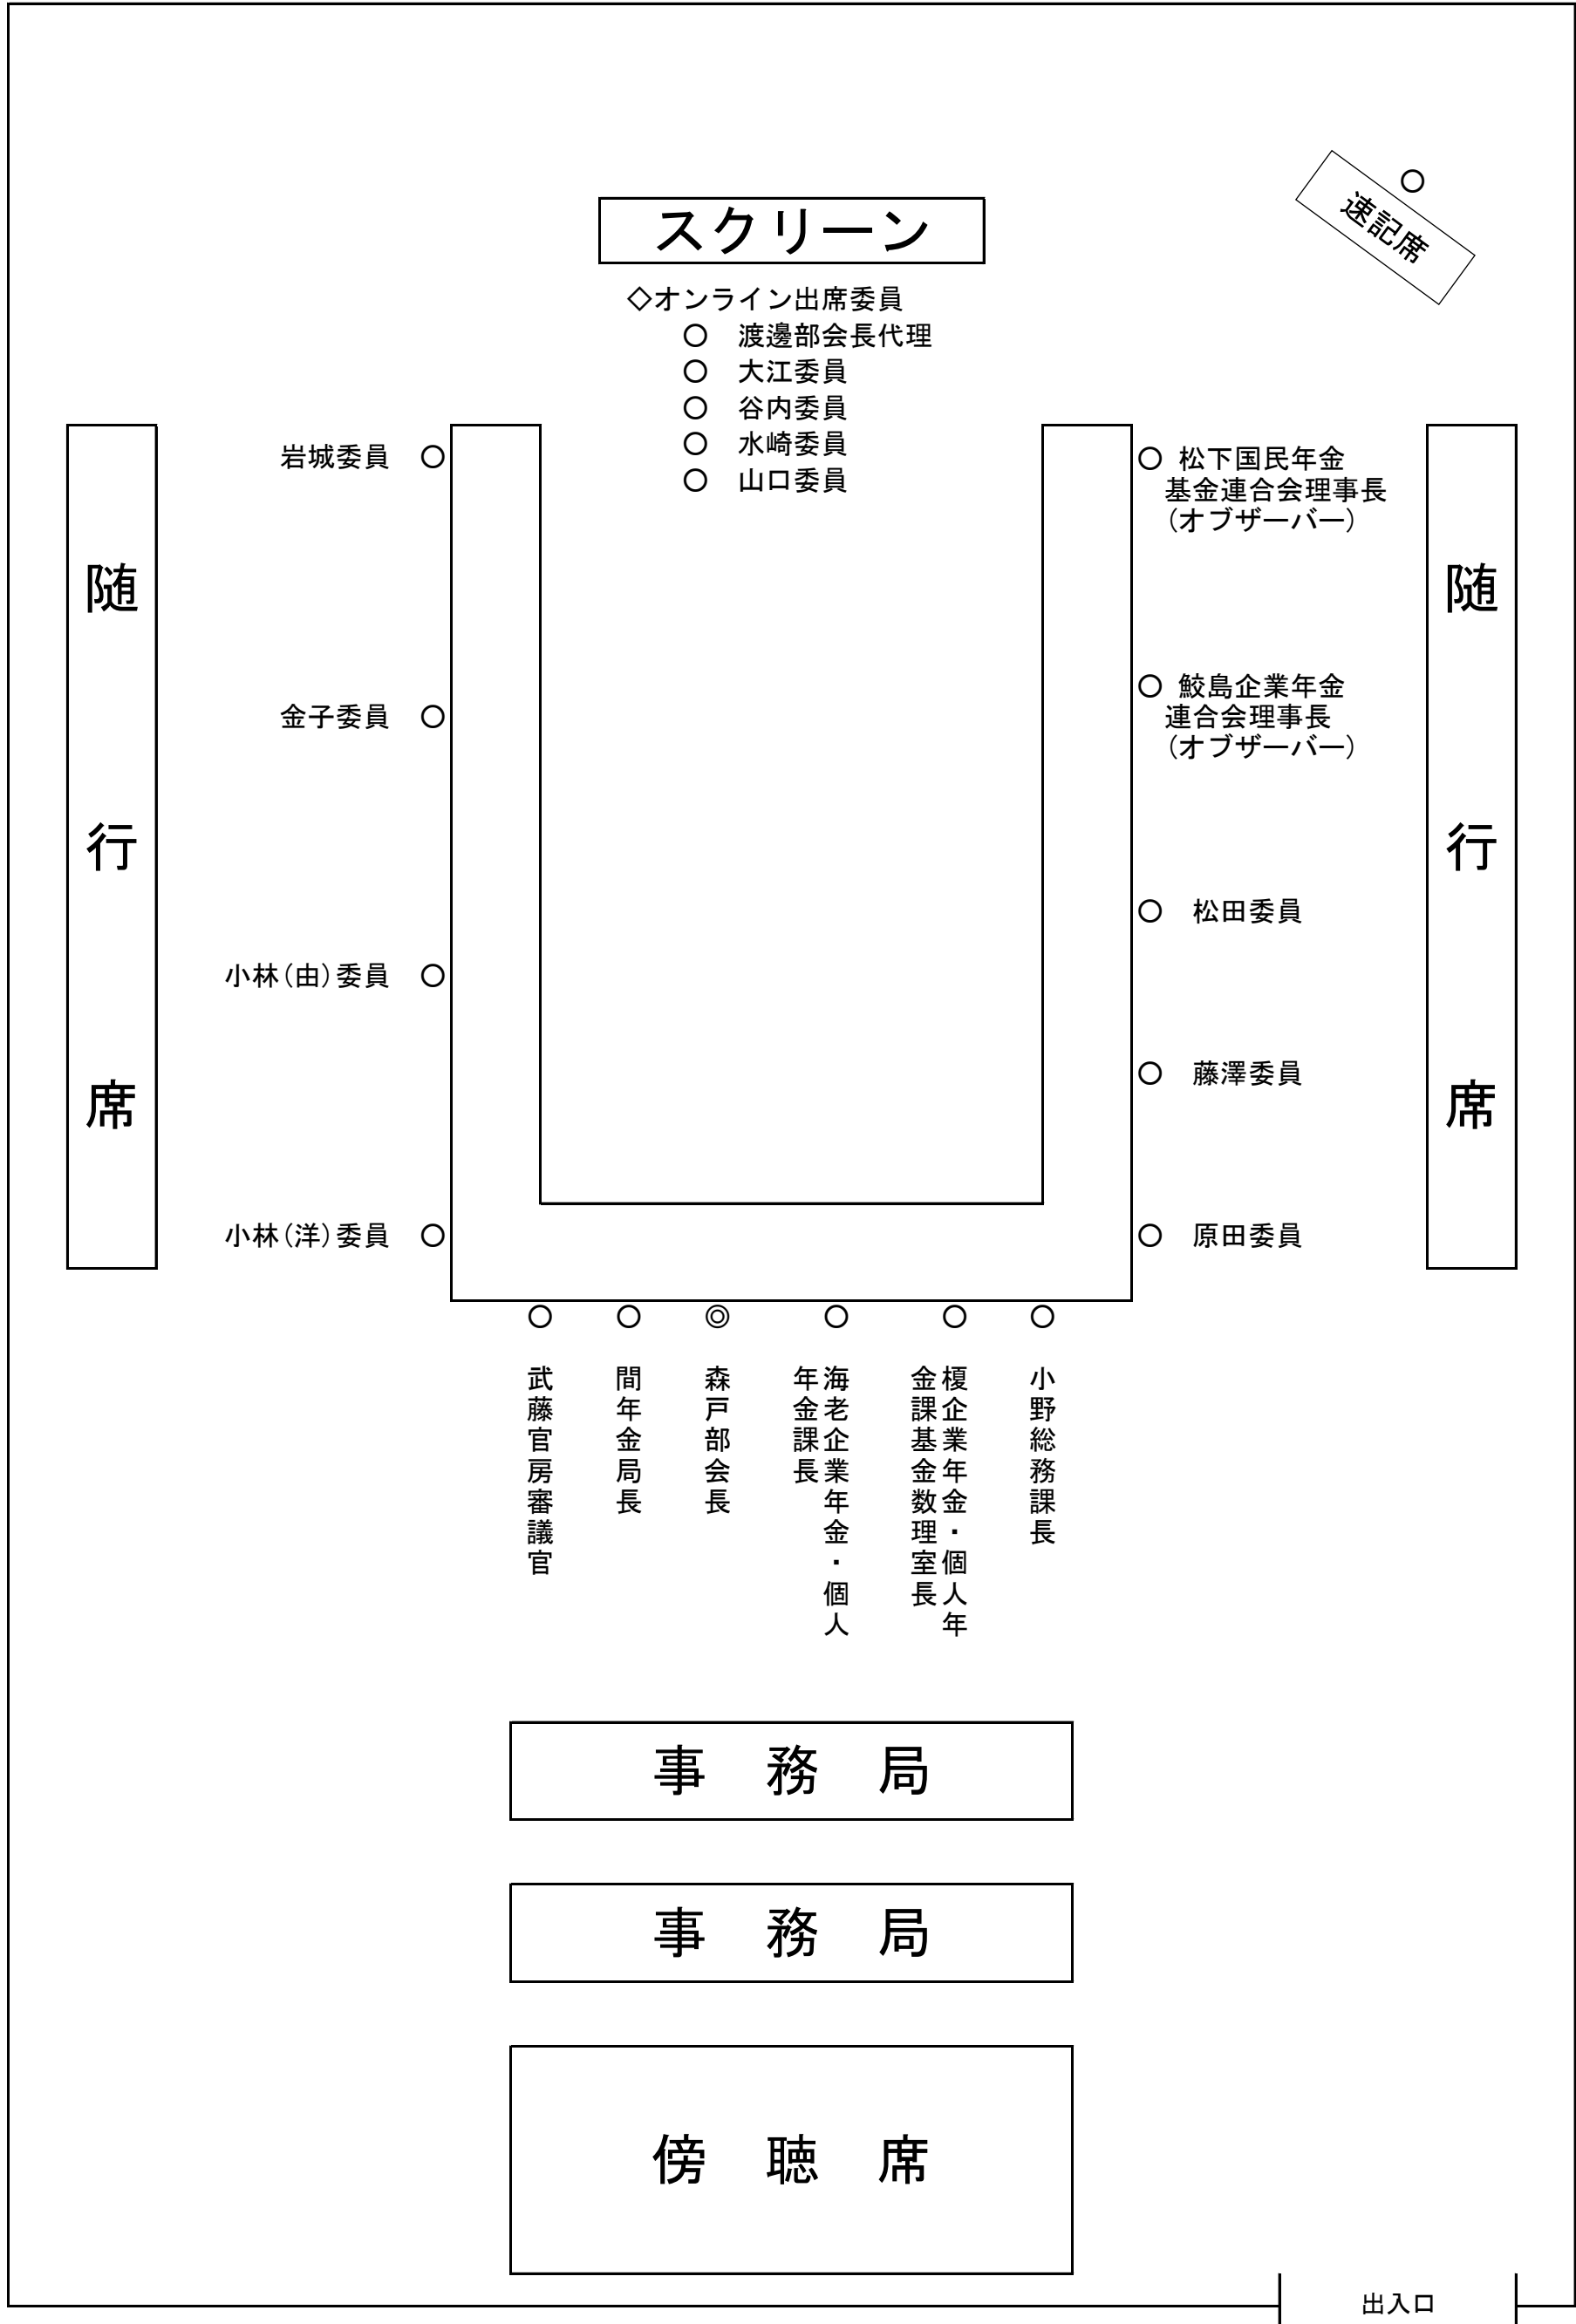 スクリーン
速記席
○
◇オンライン出席委員
○　渡邊部会長代理
○　大江委員
○　谷内委員
○　水崎委員
○　山口委員
随行席
岩城委員　○
金子委員　○
小林(由)委員　○
小林(洋)委員　○
○ 松下国民年金
基金連合会理事長
(オブザーバー)
○ 鮫島企業年金
連合会理事長
(オブザーバー)
○　松田委員
○　藤澤委員
○　原田委員
随行席
○　武藤官房審議官
○　間年金局長
◎　森戸部会長
○　海老企業年金・個人
年金課長
○　榎企業年金・個人年
金課基金数理室長
○　小野総務課長
事　務　局
事　務　局
傍　聴　席
出入口